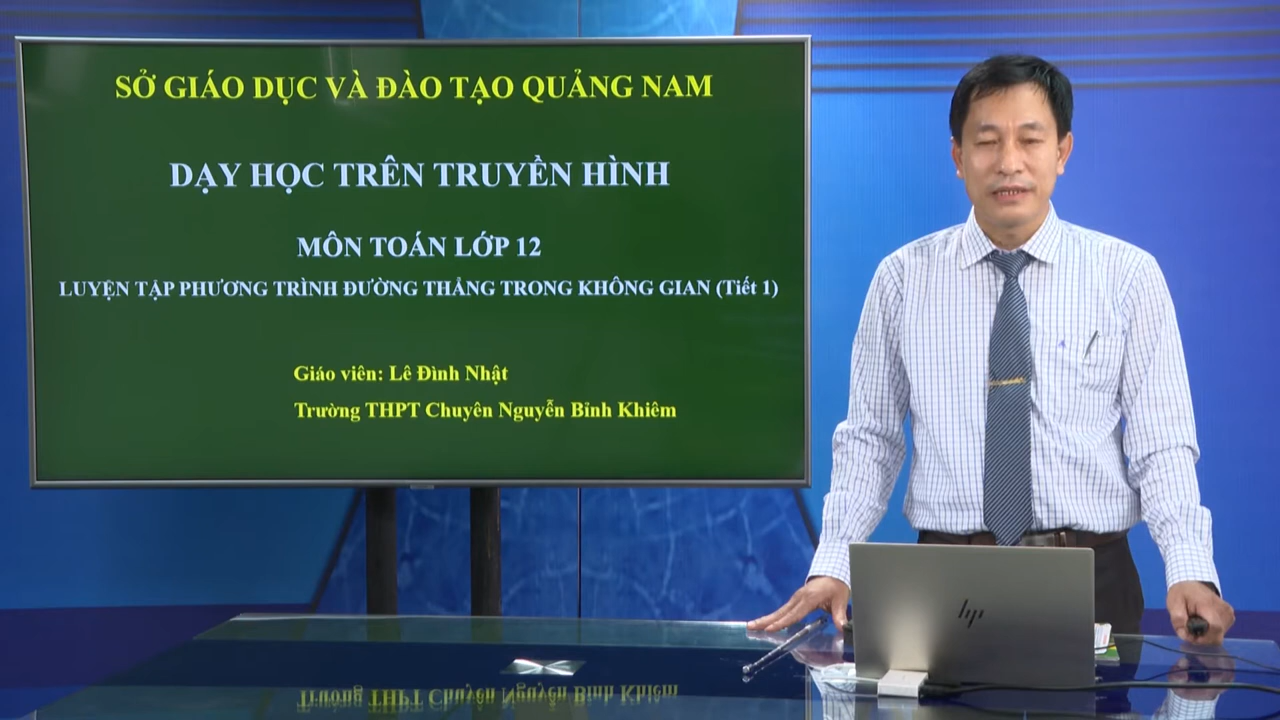 SỞ GIÁO DỤC VÀ ĐÀO TẠO QUẢNG NAM
DẠY HỌC TRÊN TRUYỀN HÌNH
MÔN TOÁN LỚP 12
LUYỆN TẬP PHƯƠNG TRÌNH ĐƯỜNG THẲNG TRONG KHÔNG GIAN (Tiết 1)
Giáo viên: Lê Đình Nhật
Trường THPT Chuyên Nguyễn Bỉnh Khiêm
hp